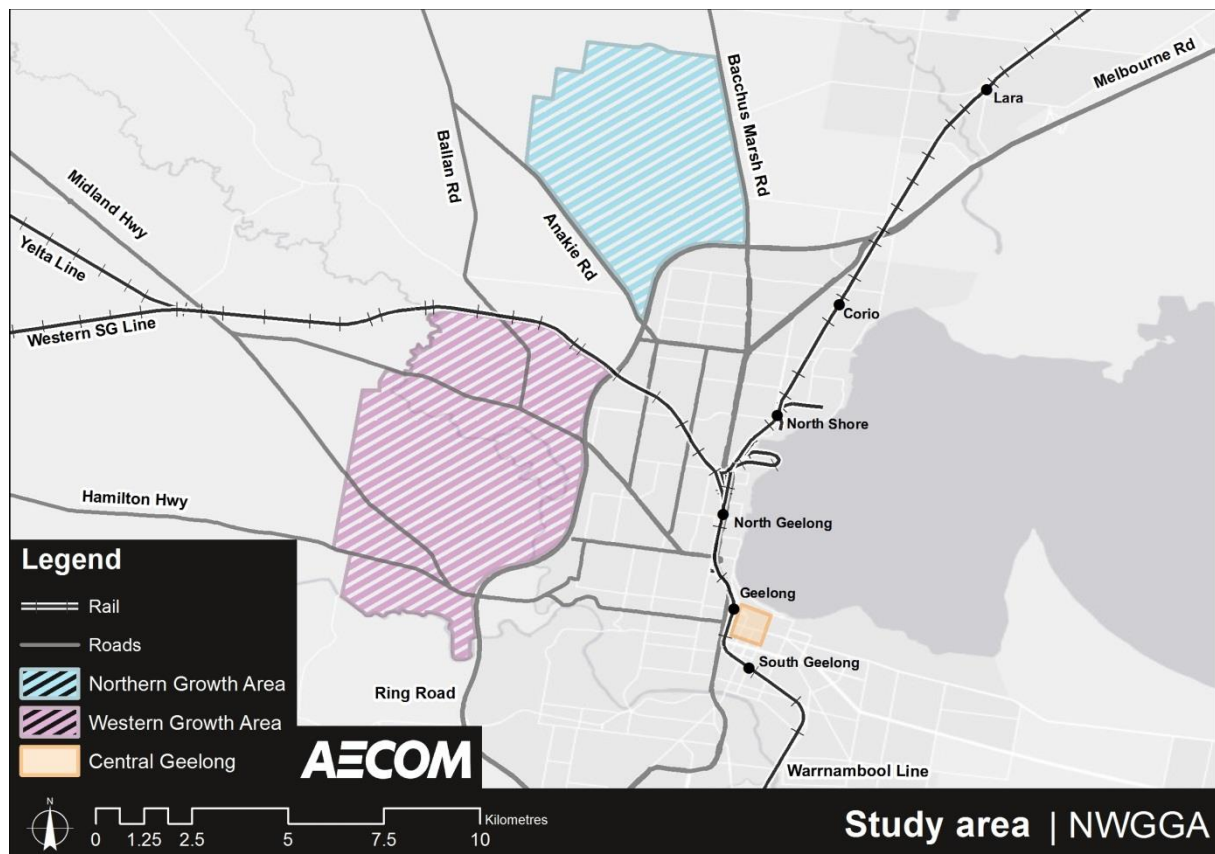 Bacchus Marsh Rd
Melbourne Rd
Lara
Ballan Rd
Midland Hwy
Anakie Rd
Yelta Line
Western SG Line
Corio
North Shore
Hamilton Hwy
North Geelong
Geelong
South Geelong
Ring Road
Warrnambool Line
Legend
Rail
Roads
Northern Growth Area
Western Growth Area
Central Geelong
AECOM
N
0 1.25 2.5 5 7.5 10
Kilometres
Study area | NWGGA